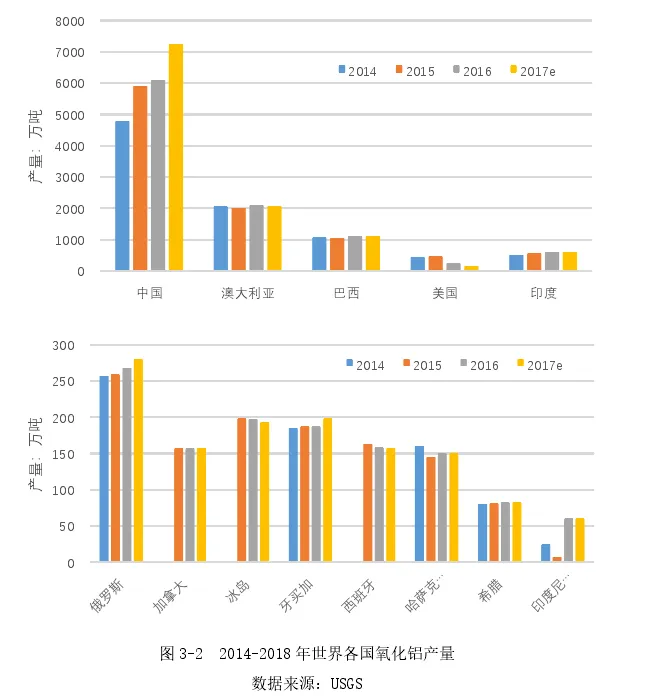 8000
7000
6000
5000
4000
3000
2000
1000
0
产量: 万吨
2014 2015 2016 2017e
中国 澳大利亚 巴西 美国 印度
300
250
200
150
100
50
0
产量: 万吨
2014 2015 2016 2017e
俄罗斯 加拿大 冰岛 牙买加 西班牙 哈萨克... 希腊 印度尼...
图 3-2 2014-2018 年世界各国氧化铝产量
数据来源: USGS